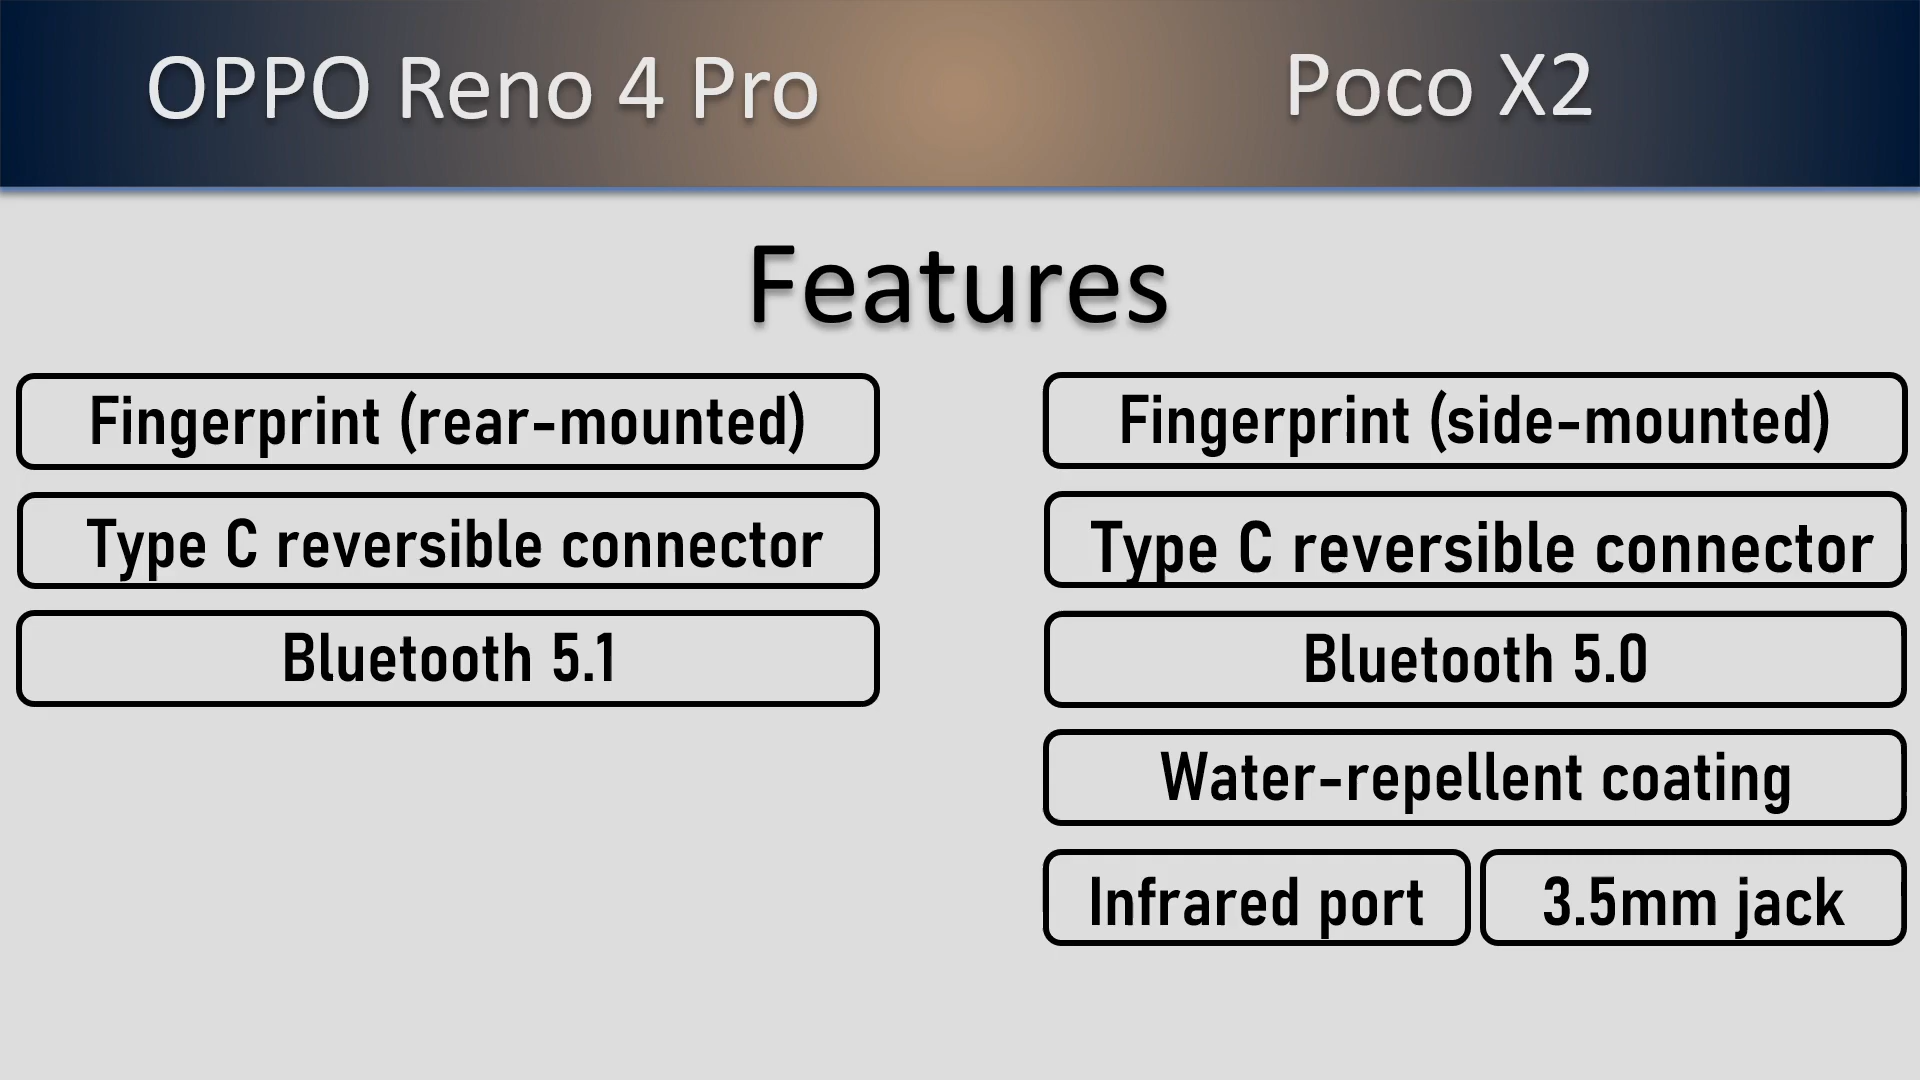 OPPO Reno 4 Pro
Poco X2
Features
Fingerprint (rear-mounted)
Fingerprint (side-mounted)
Type C reversible connector
Type C reversible connector
Bluetooth 5.1
Bluetooth 5.0
Water-repellent coating
Infrared port
3.5mm jack